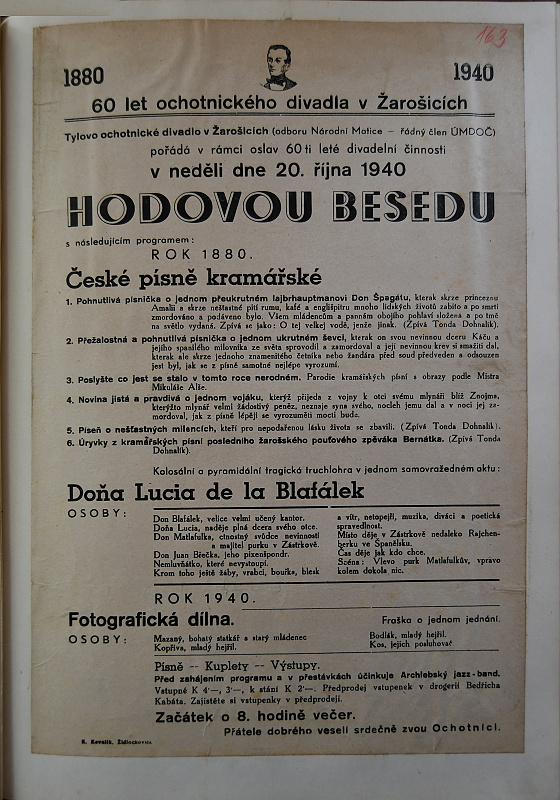 163
1880
1940
60 let ochotnického divadla v Žarošicích
Tylovo ochotnické divadlo v Žarošicích (odboru Národní Matice – řádný člen ÚMDOČ)
pořádá v rámci oslav 60ti leté divadelní činnosti
v neděli dne 20. října 1940
HODOVOU BESEDU
s následujícím programem:
ROK 1880.
České písně kramářské
1. Pohnutlivá písnička o jednom přeukrutném lajbrhauptmanovi Don Špagátu, kterak skrze princeznu
Amalii a skrze nešťastné pití rumu, kafé a englišpitru mnoho lidských životů zabito a po smrti
zmordováno a podáveno bylo. Všem mládencům a pannám obojího pohlaví složena a po tmě
na světlo vydaná. Zpívá se jako: O tej velkej vodě, jenže jinak. (Zpívá Tonda Dohnalík).
2. Přežalostná a pohnutlivá písnička o jednom ukrutném ševci, kterak on svou nevinnou dceru Káču a
jejího spanilého milovníka ze světa sprovodil a zamordoval a její nevinnou krev si smažiti dal,
kterak ale skrze jednoho znamenitého četníka nebo žandára před soud předveden a odsouzen
jest byl, jak se z písně samotné nejlépe vyrozumí.
3. Poslyšte co jest se stalo v tomto roce nerodném. Parodie kramářských písní s obrazy podle Mistra
Mikuláše Alše.
4. Novina jistá a pravdivá o jednom vojáku, kterýž přijeda z vojny k otci svému mlynáři blíž Znojma,
kterýžto mlynář velmi žádostivý peněz, neznaje syna svého, nocleh jemu dal a v noci jej za-
mordoval, jak z písně lépěji se vyrozuměti moct bude.
5. Píseň o nešťastných milencích, kteří pro nepodařenou lásku života se zbavili. (Zpívá Tonda Dohnalík).
6. Úryvky z kramářských písní posledního žarošského pouťového zpěváka Bernátka. (Zpívá Tonda
Dohnalík).
Kolosální a pyramidální tragická truchlohra v jednom samovražedném aktu:
Doňa Lucia de la Blafálek
OSOBY:
Don Blafálek, velice velmi učený kantor.
Doňa Lucia, naděje plná dcera svého otce.
Don Matlafulka, ctnostný svůdce nevinnosti
a majitel purku v Zástrkově.
Don Juan Břečka, jeho pizenšpondr.
Nemluvňátko, které nevystoupí.
Krom toho ještě žáby, vrabci, bouřka, blesk
a vítr, netopejři, muzika, diváci a poetická
spravedlnost.
Místo děje v Zástrkově nedaleko Rajchen-
berku ve Španělsku.
Čas děje jak kdo chce.
Scéna: Vlevo purk Matlafulkův, vpravo
kolem dokola nic.
ROK 1940.
Fotografická dílna.
Fraška o jednom jednání.
OSOBY:
Mazaný, bohatý statkář a starý mládenec
Kopřiva, mladý hejřil.
Bodlák, mladý hejřil.
Kos, jejich posluhovač
Písně -- Kuplety -- Výstupy.
Před zahájením programu a v přestávkách účinkuje Archlebský jazz-band.
Vstupné K 4'—, 3'—, k stání K 2'—. Předprodej vstupenek v drogerii Bedřicha
Kabáta. Zajistěte si vstupenky v předprodeji.
Začátek o 8. hodině večer.
Přátele dobrého veselí srdečně zvou Ochotníci.
R. Kovalík, Židlochovice